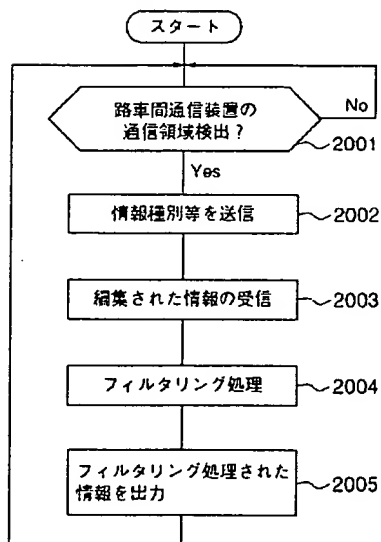 スタート
路車間通信装置の
通信領域検出？
No
2001
Yes
情報種別等を送信
2002
編集された情報の受信
2003
フィルタリング処理
2004
フィルタリング処理された
情報を出力
2005